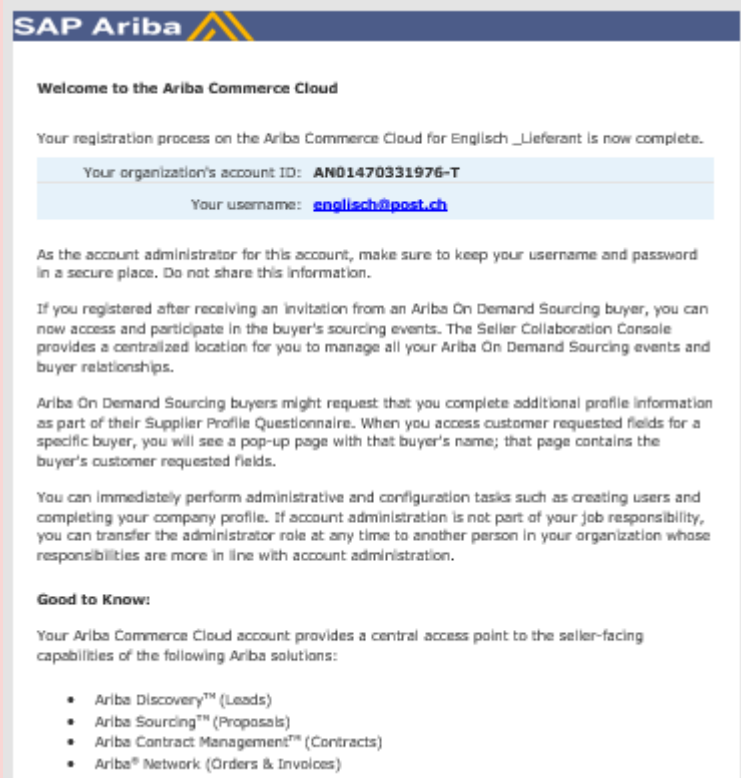 SAP Ariba
Welcome to the Ariba Commerce Cloud
Your registration process on the Ariba Commerce Cloud for Englisch _Lieferant is now complete.
Your organization's account ID: AN01470331976-T
Your username: englisch@post.ch
As the account administrator for this account, make sure to keep your username and password
in a secure place. Do not share this information.
If you registered after receiving an invitation from an Ariba On Demand Sourcing buyer, you can
now access and participate in the buyer's sourcing events. The Seller Collaboration Console
provides a centralized location for you to manage all your Ariba On Demand Sourcing events and
buyer relationships.
Ariba On Demand Sourcing buyers might request that you complete additional profile information
as part of their Supplier Profile Questionnaire. When you access customer requested fields for a
specific buyer, you will see a pop-up page with that buyer's name; that page contains the
buyer's customer requested fields.
You can immediately perform administrative and configuration tasks such as creating users and
completing your company profile. If account administration is not part of your job responsibility,
you can transfer the administrator role at any time to another person in your organization whose
responsibilities are more in line with account administration.
Good to Know:
Your Ariba Commerce Cloud account provides a central access point to the seller-facing
capabilities of the following Ariba solutions:
• Ariba Discovery™ (Leads)
• Ariba Sourcing™ (Proposals)
• Ariba Contract Management™ (Contracts)
• Ariba® Network (Orders & Invoices)